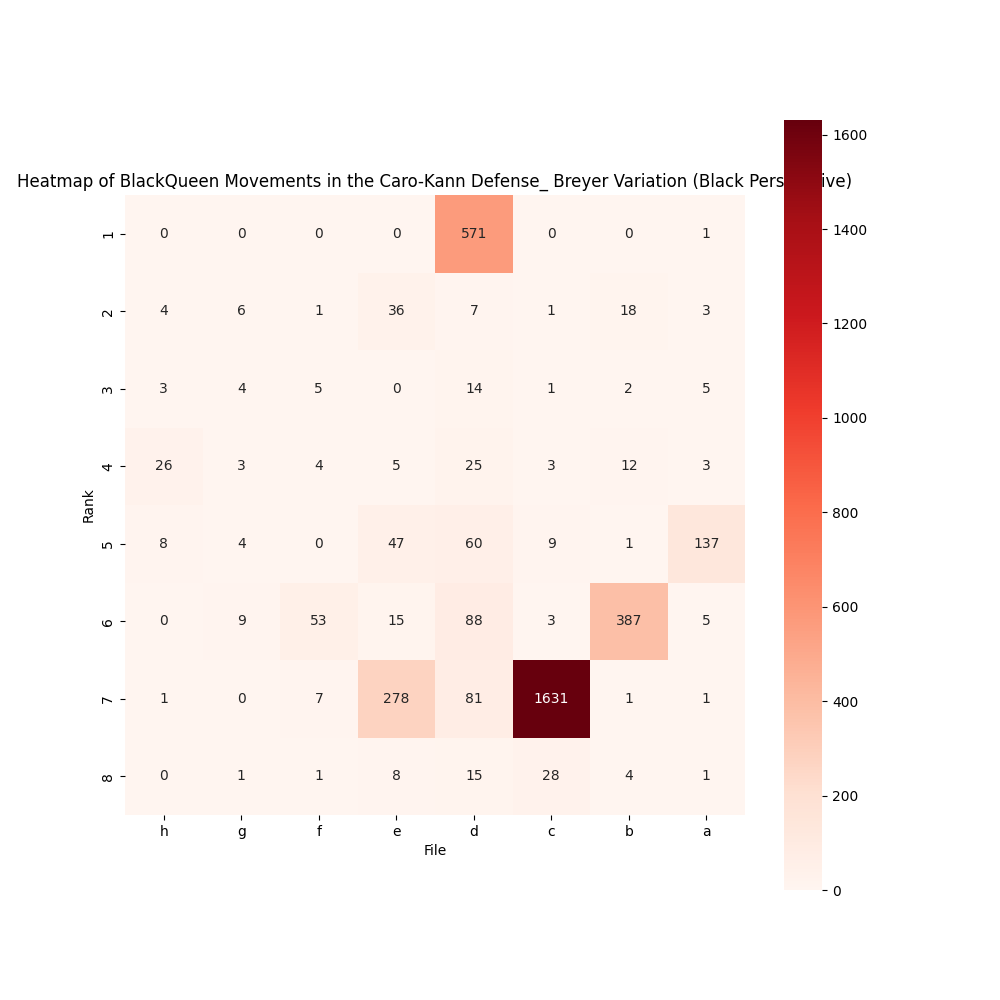 Heatmap of BlackQueen Movements in the Caro-Kann Defense_ Breyer Variation (Black Perspective)
Rank
1 0 0 0 0 571 0 0 1
2 4 6 1 36 7 1 18 3
3 3 4 5 0 14 1 2 5
4 26 3 4 5 25 3 12 3
5 8 4 0 47 60 9 1 137
6 0 9 53 15 88 3 387 5
7 1 0 7 278 81 1631 1 1
8 0 1 1 8 15 28 4 1
h g f e d c b a
File
1600
1400
1200
1000
800
600
400
200
0